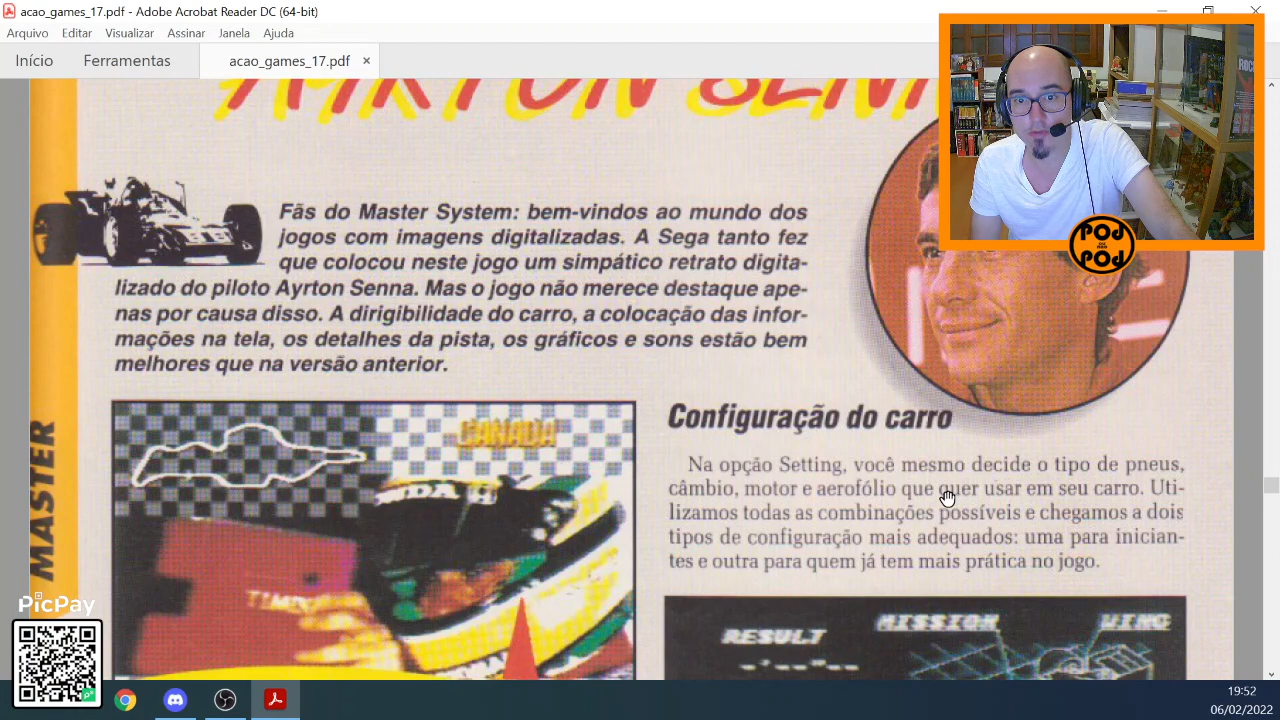 acao_games_17.pdf - Adobe Acrobat Reader DC (64-bit)
Arquivo Editar Visualizar Assinar Janela Ajuda
Início Ferramentas acao_games_17.pdf ×
AYRTON SENN
ROCK
POD
POD
Fãs do Master System: bem-vindos ao mundo dos
jogos com imagens digitalizadas. A Sega tanto fez
que colocou neste jogo um simpático retrato digita-
lizado do piloto Ayrton Senna. Mas o jogo não merece destaque ape-
nas por causa disso. A dirigibilidade do carro, a colocação das infor-
mações na tela, os detalhes da pista, os gráficos e sons estão bem
melhores que na versão anterior.
MASTER
CANADA
Configuração do carro
Na opção Setting, você mesmo decide o tipo de pneus,
câmbio, motor e aerofólio que quer usar em seu carro. Uti-
lizamos todas as combinações possíveis e chegamos a dois
tipos de configuração mais adequados: uma para inician-
tes e outra para quem já tem mais prática no jogo.
RESULT
MISSION
WING
PicPay
19:52
06/02/2022